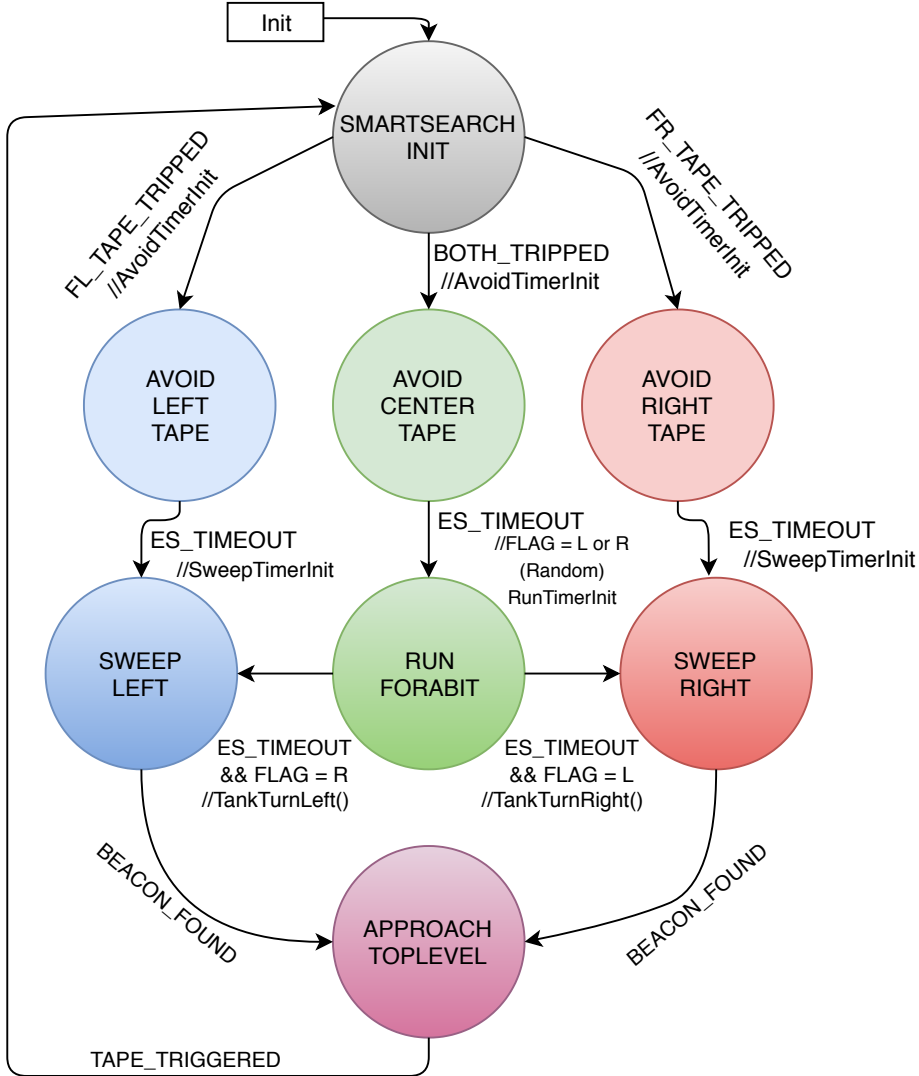 Init
SMARTSEARCH
INIT
FL_TAPE_TRIPPED
//AvoidTimerInit
BOTH_TRIPPED
//AvoidTimerInit
FR_TAPE_TRIPPED
//AvoidTimerInit
AVOID
LEFT
TAPE
AVOID
CENTER
TAPE
AVOID
RIGHT
TAPE
ES_TIMEOUT
//SweepTimerInit
ES_TIMEOUT
//FLAG = L or R
(Random)
RunTimerInit
ES_TIMEOUT
//SweepTimerInit
SWEEP
LEFT
RUN
FORABIT
SWEEP
RIGHT
ES_TIMEOUT
&& FLAG = R
//TankTurnLeft()
ES_TIMEOUT
&& FLAG = L
//TankTurnRight()
BEACON_FOUND
BEACON_FOUND
APPROACH
TOPLEVEL
TAPE_TRIGGERED